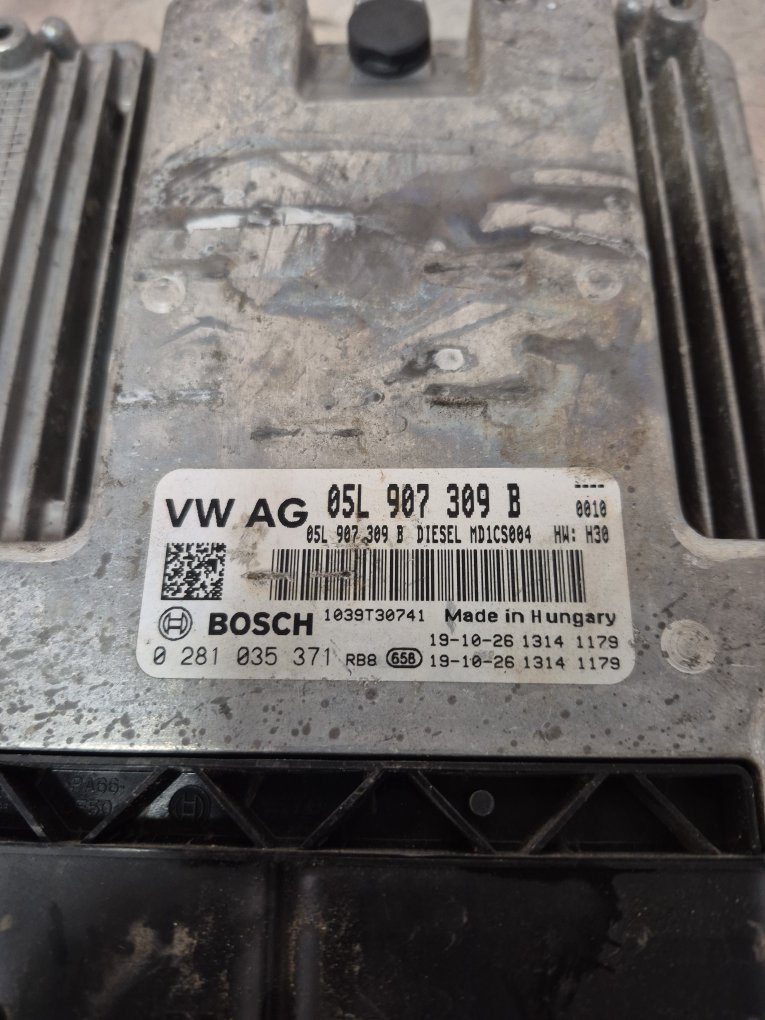 VW AG 05L 907 309 B
0010
05L 907 309 B DIESEL MD1CS004 HW: H30
BOSCH 1039T30741 Made in Hungary
19-10-26 1314 1179
0 281 035 371 RB8 658 19-10-26 1314 1179